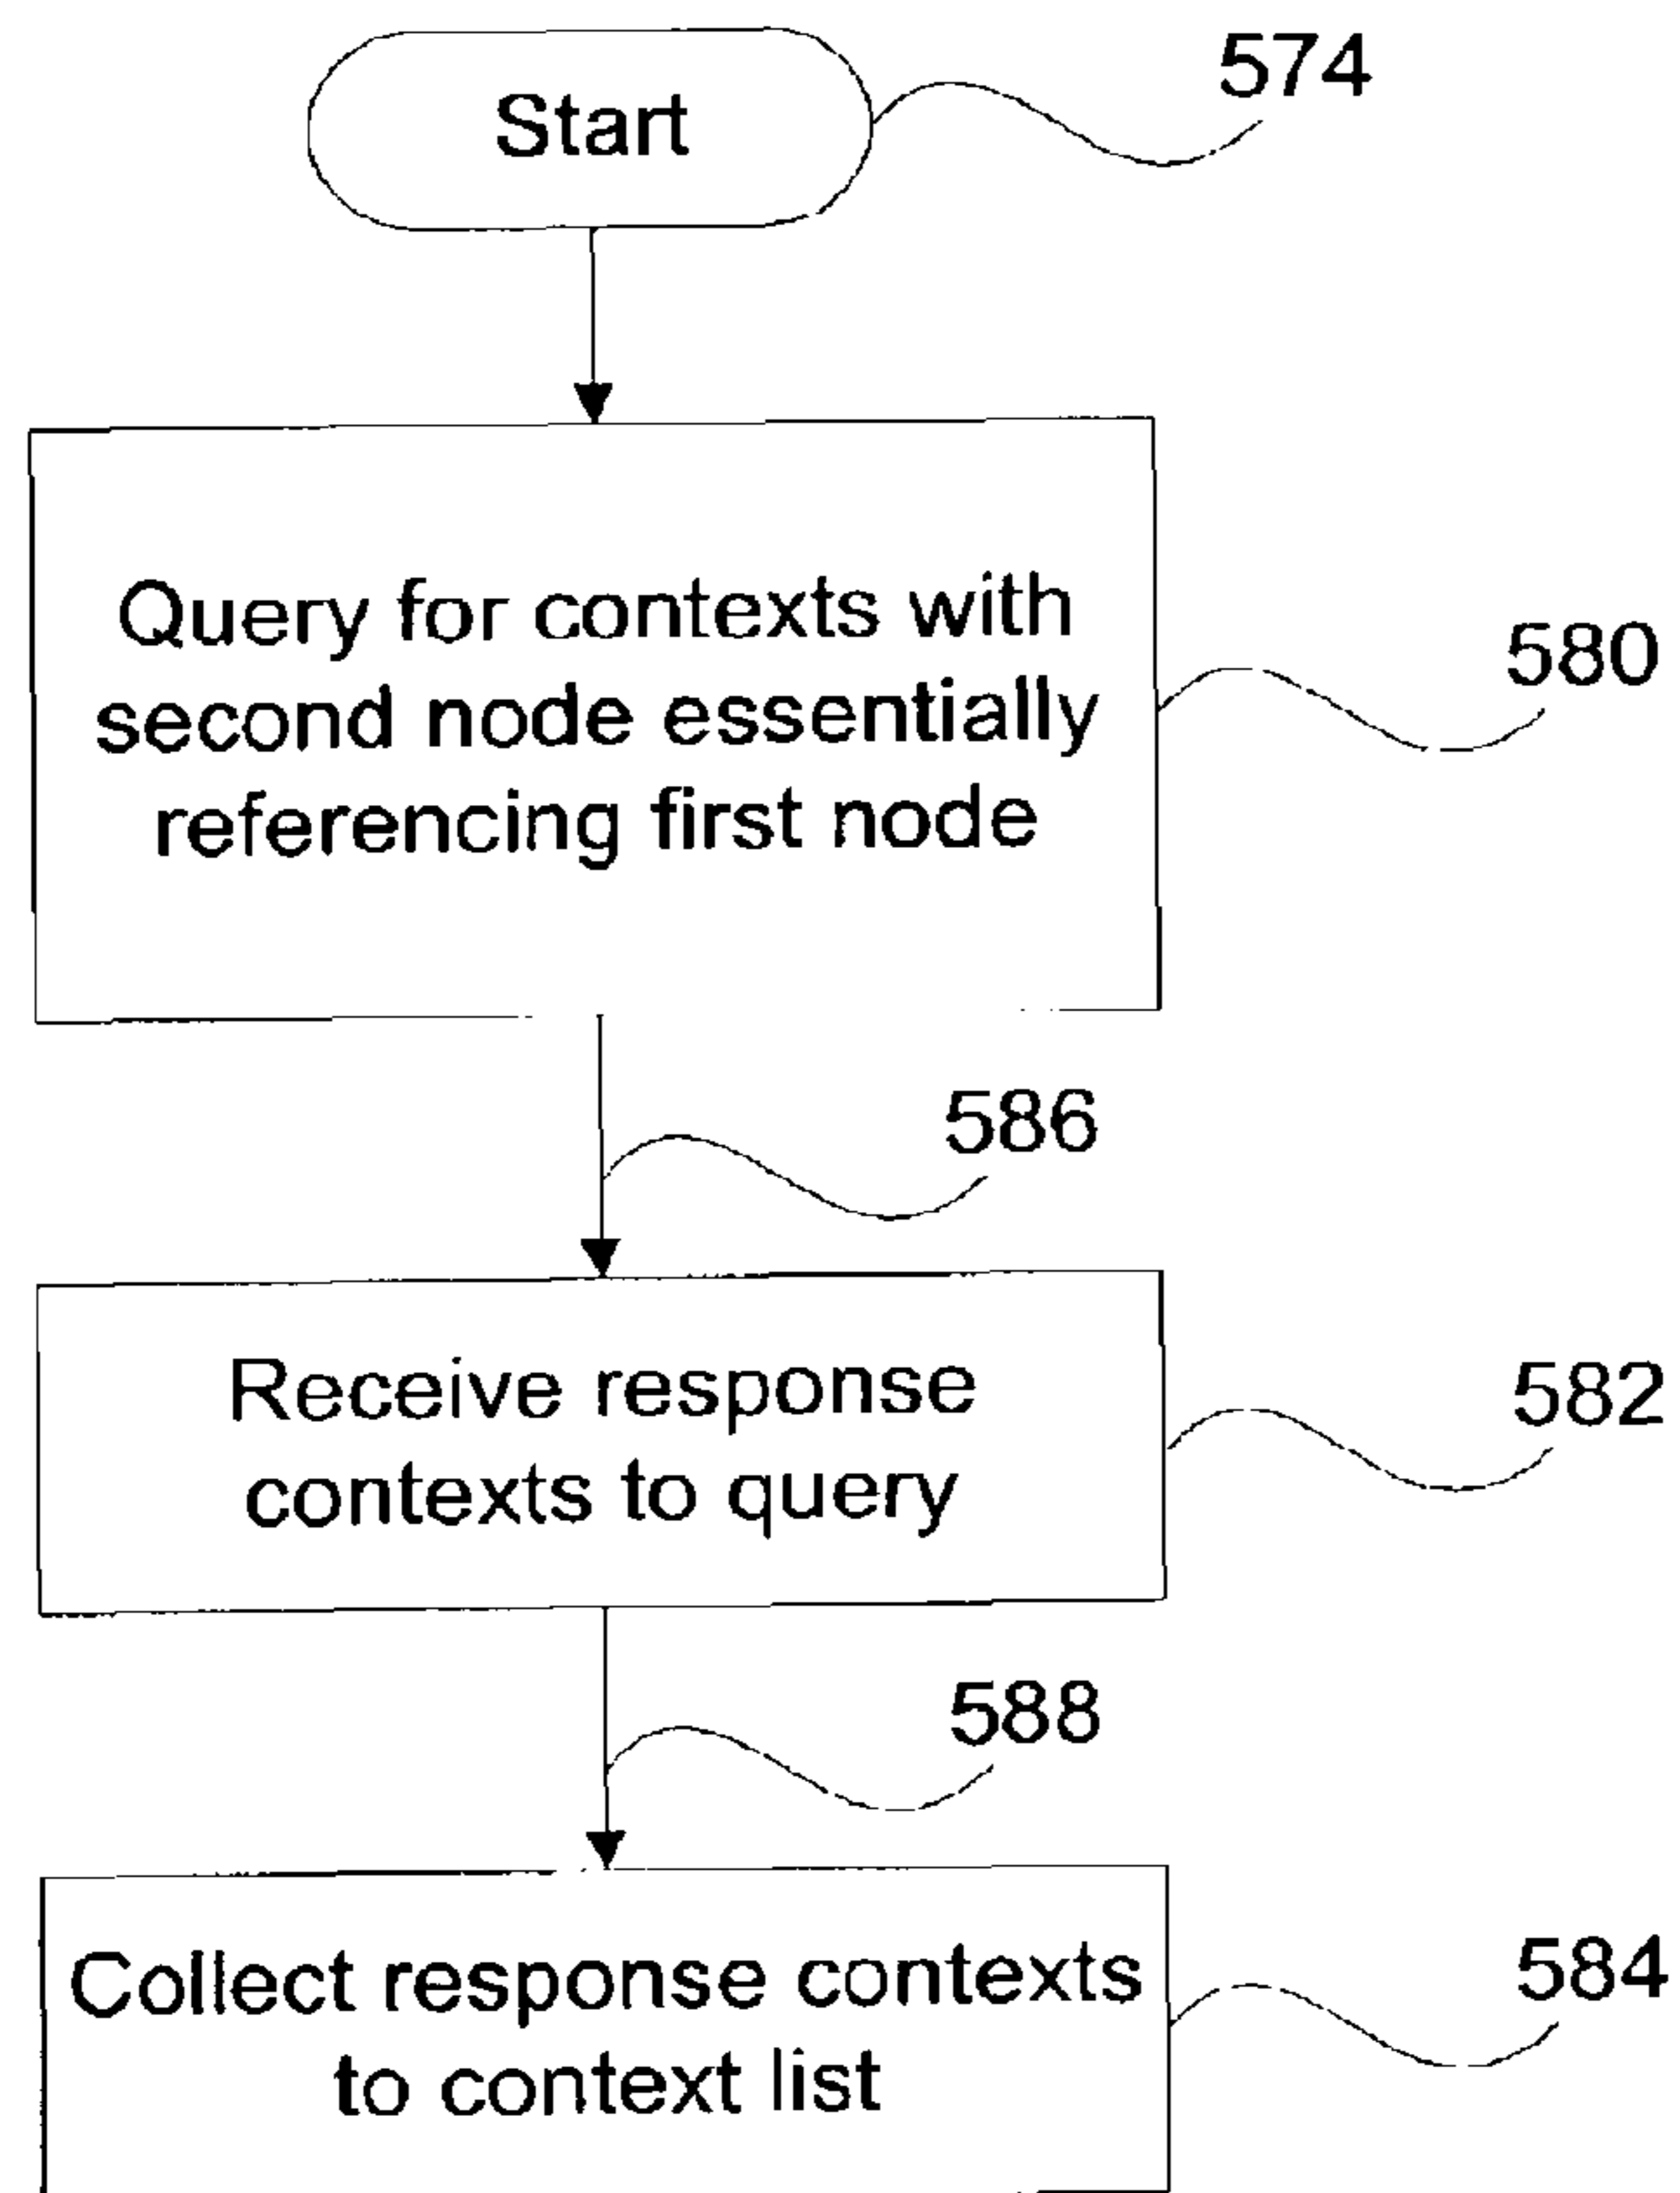 Start
574
Query for contexts with
second node essentially
referencing first node
580
586
Receive response
contexts to query
582
588
Collect response contexts
to context list
584